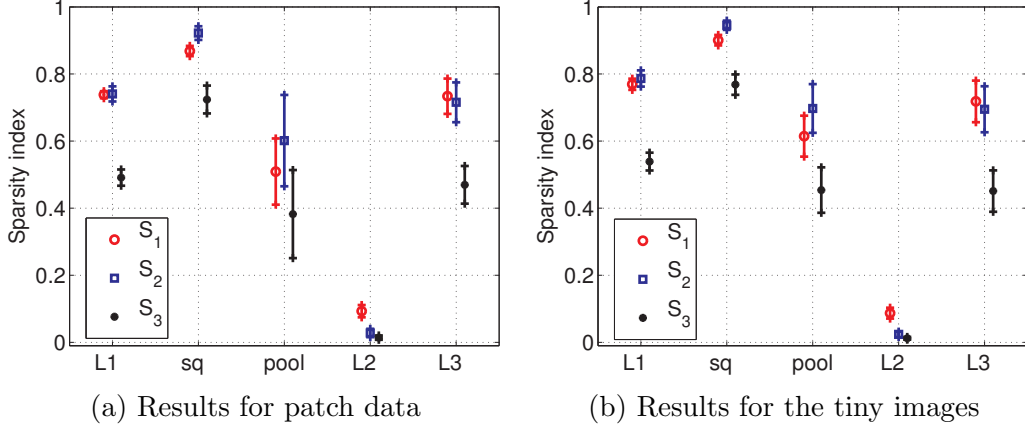 1
0.8
0.6
0.4
0.2
0
Sparsity index
S1
S2
S3
L1 sq pool L2 L3
(a) Results for patch data
1
0.8
0.6
0.4
0.2
0
Sparsity index
S1
S2
S3
L1 sq pool L2 L3
(b) Results for the tiny images